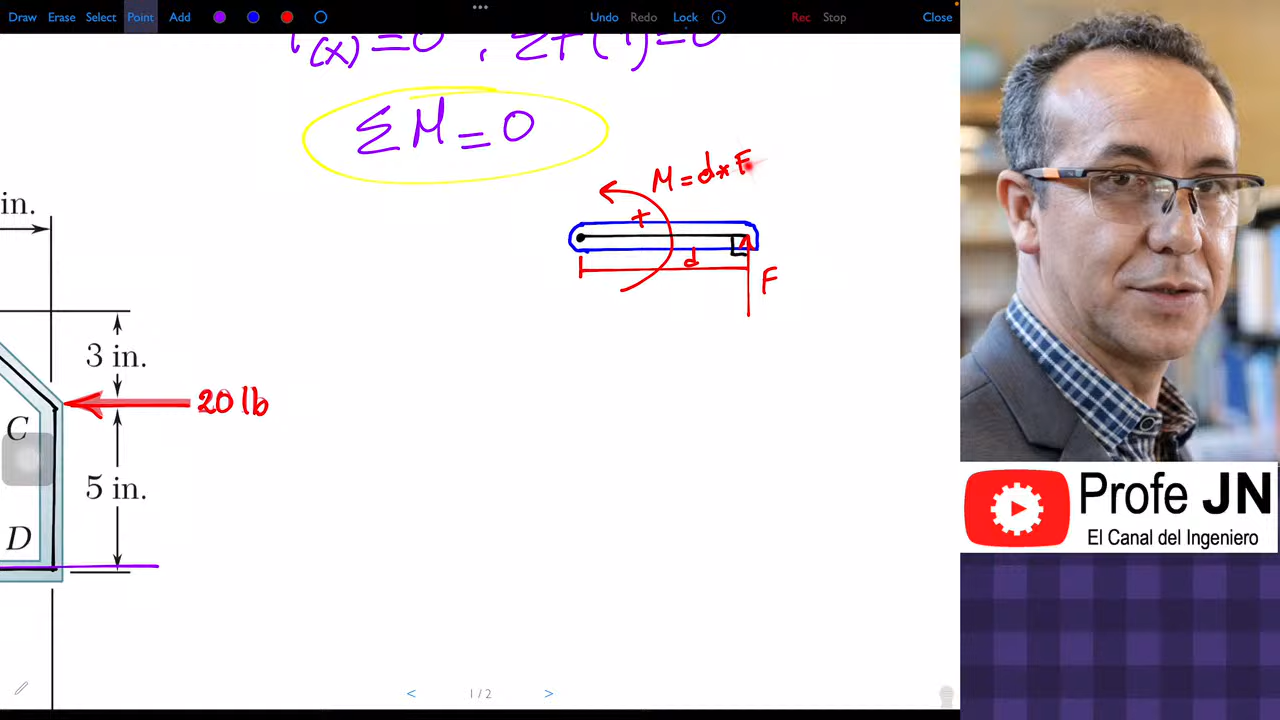 Draw Erase Select Point Add Undo Redo Lock Rec Stop Close
(x)=0 ,
ΣM=0
M=d*F
+
d
F
in.
3 in.
20 lb
C
5 in.
D
< 1/2 >
Profe JN
El Canal del Ingeniero